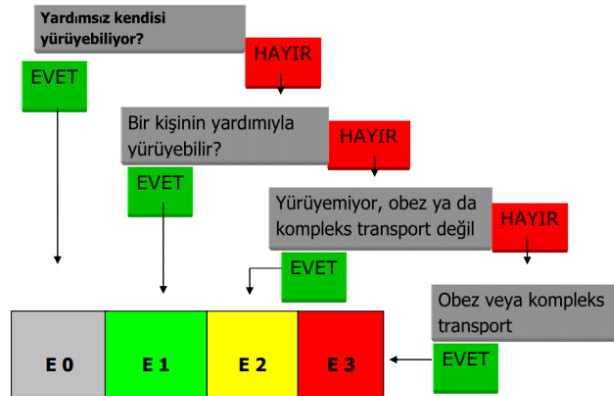 Yardımsız kendisi
yürüyebiliyor?
HAYIR
EVET
Bir kişinin yardımıyla
yürüyebilir?
HAYIR
EVET
Yürüyemiyor, obez ya da
kompleks transport değil
HAYIR
EVET
Obez veya kompleks
transport
EVET
E 0
E 1
E 2
E 3